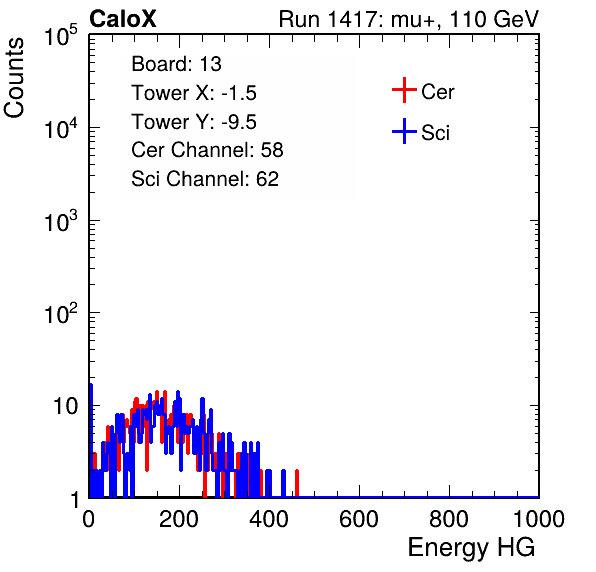 CaloX
Run 1417: mu+, 110 GeV
Counts
10^5
10^4
10^3
10^2
10
1
Board: 13
Tower X: -1.5
Tower Y: -9.5
Cer Channel: 58
Sci Channel: 62
Cer
Sci
0 200 400 600 800 1000
Energy HG